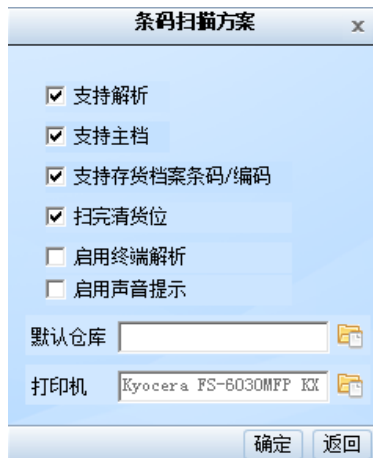 条码扫描方案 x
支持解析
支持主档
支持存货档案条码/编码
扫完清货位
启用终端解析
启用声音提示
默认仓库
打印机 Kyocera FS-6030MFP KX
确定 返回